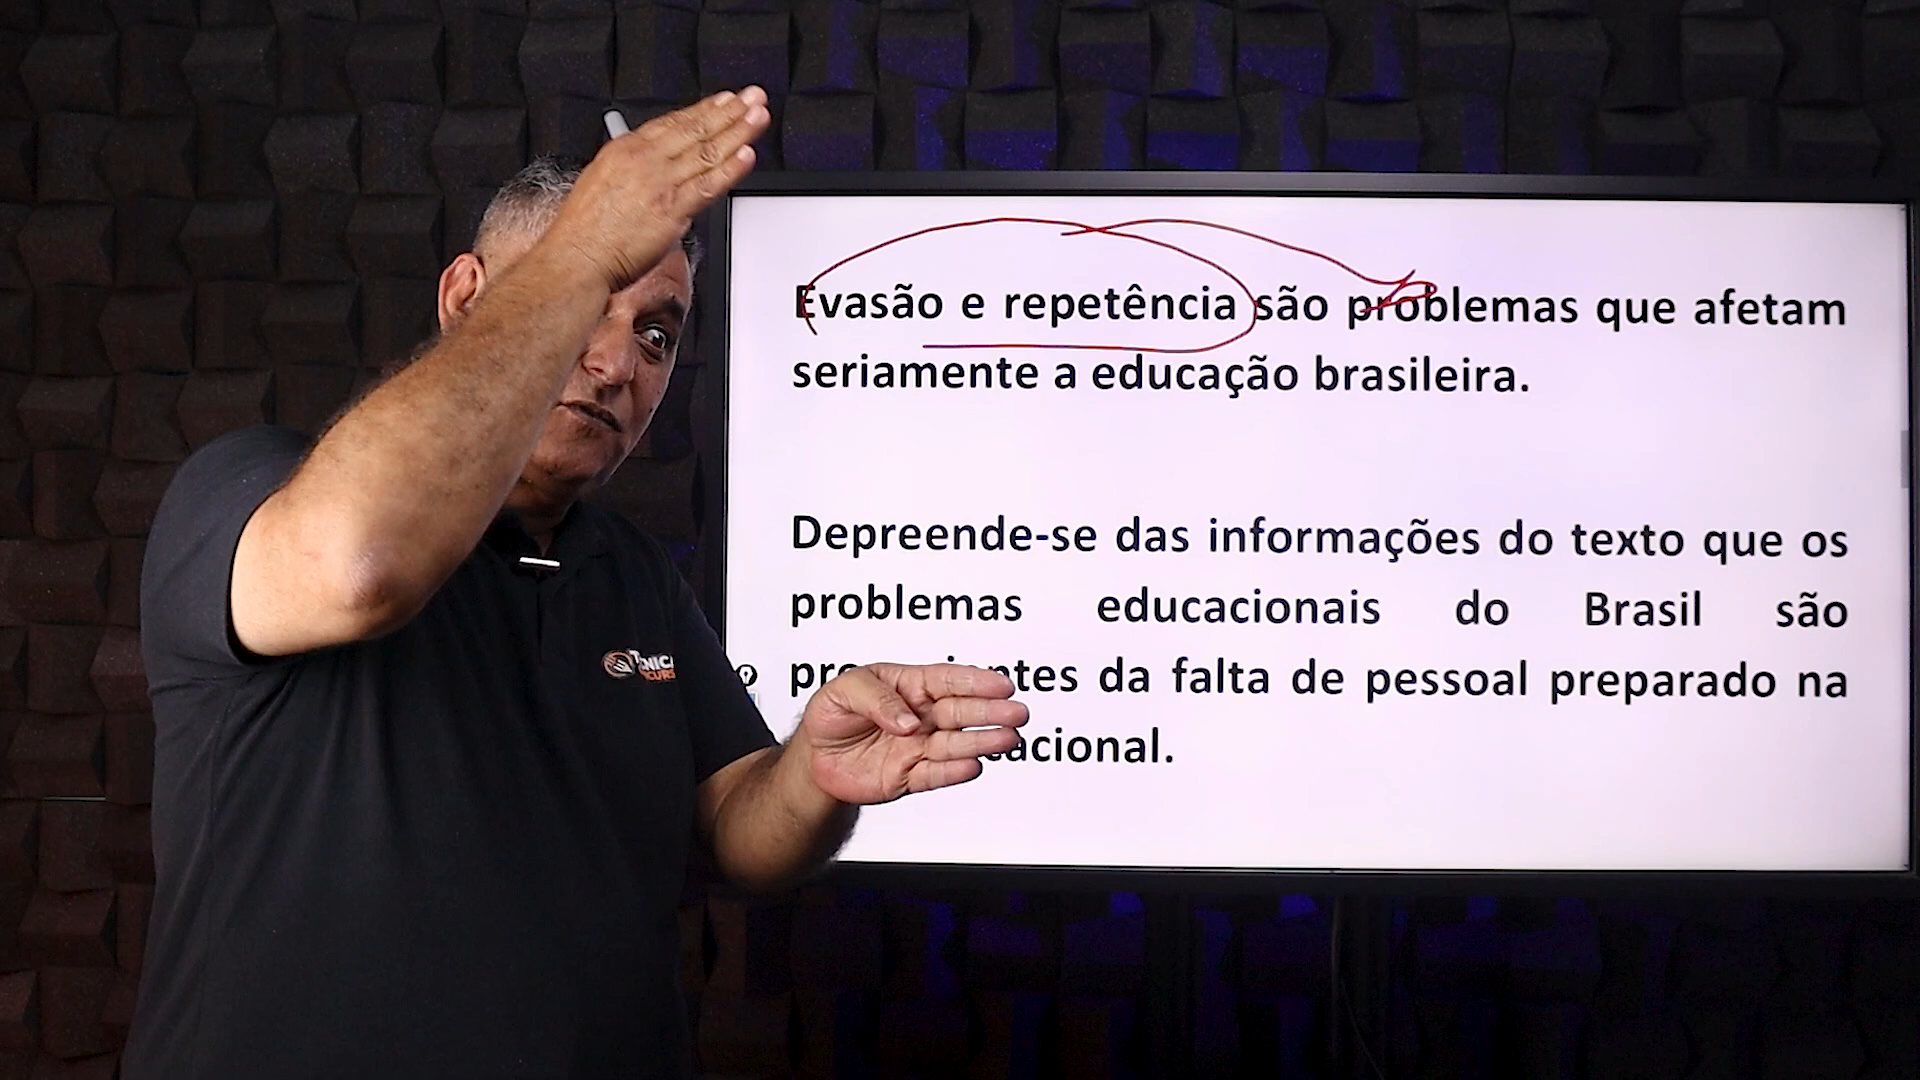 Evasão e repetência são problemas que afetam
seriamente a educação brasileira.
Depreende-se das informações do texto que os
problemas educacionais do Brasil são
da falta de pessoal preparado na